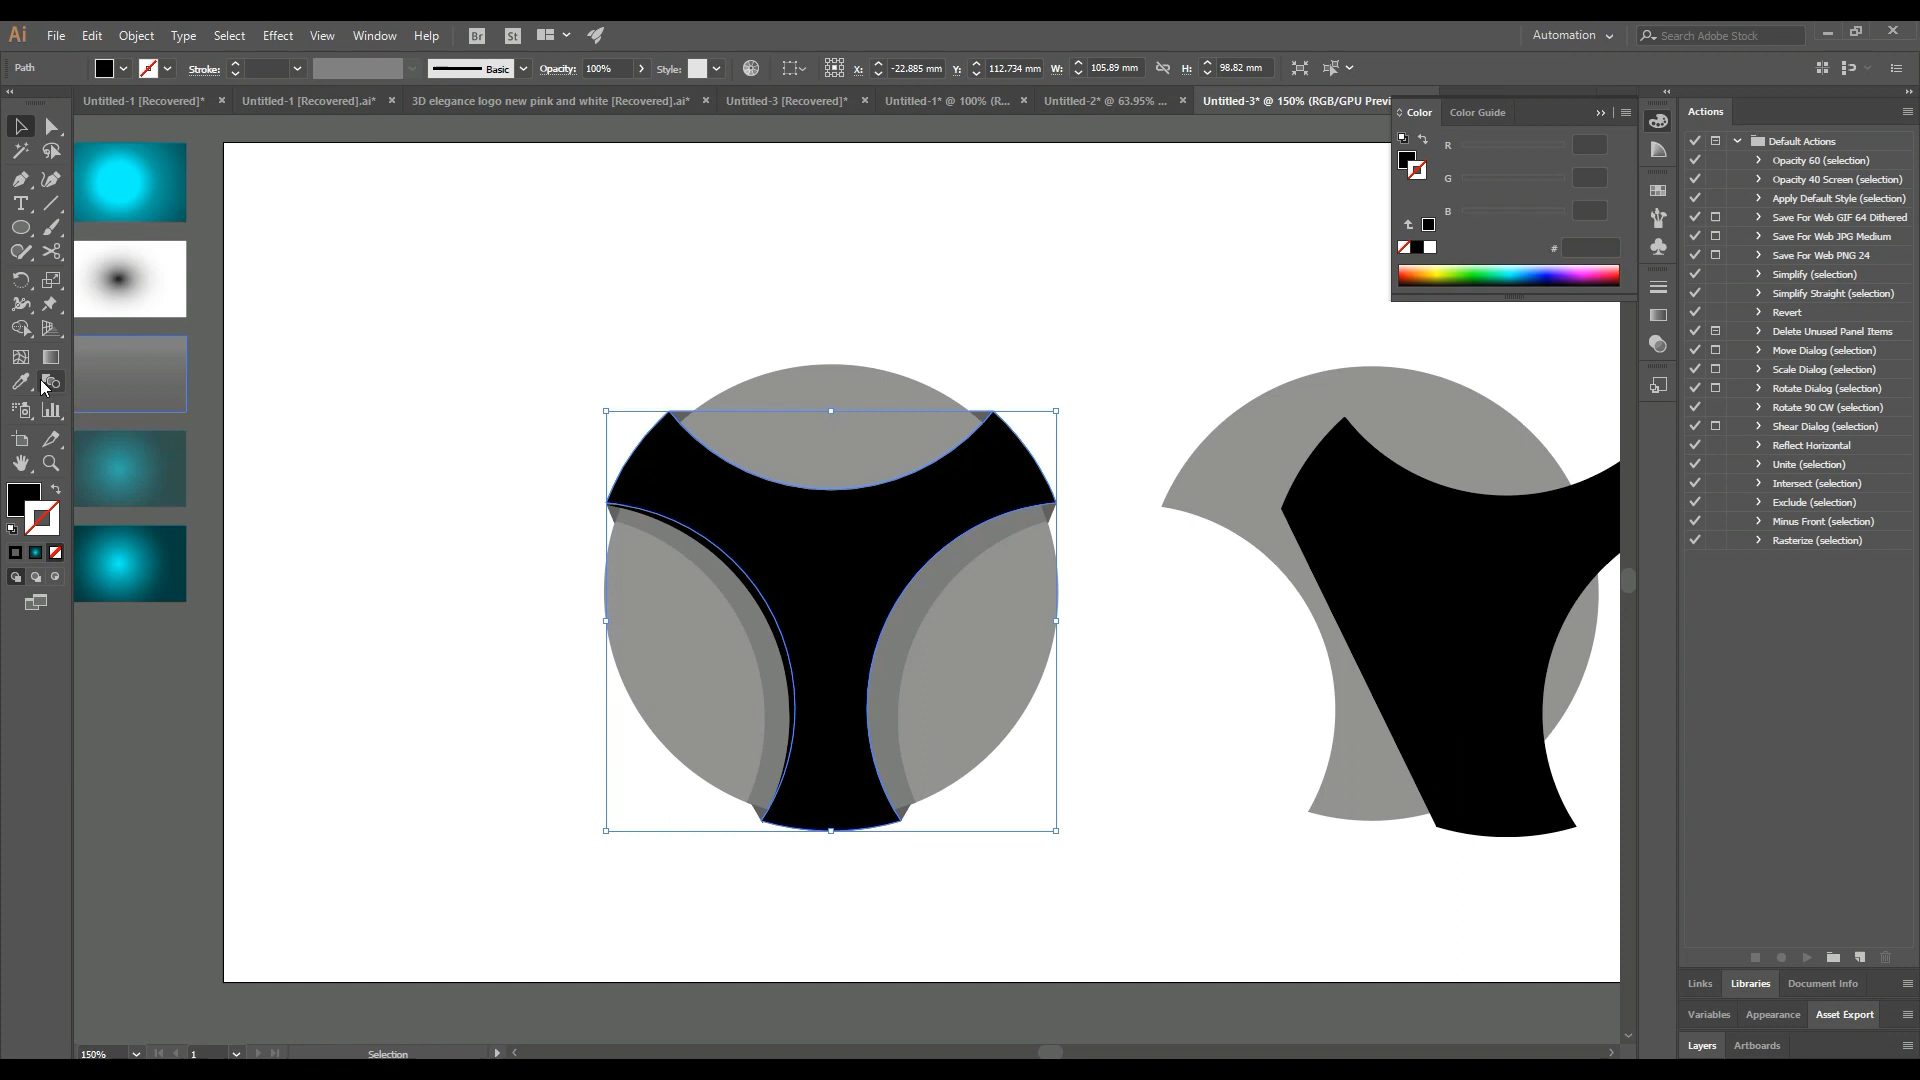 Ai File Edit Object Type Select Effect View Window Help Br St Automation Search Adobe Stock
Path Stroke: Basic Opacity: 100% Style: X: -22.885 mm Y: 112.734 mm W: 105.89 mm H: 98.82 mm
Untitled-1 [Recovered]* × Untitled-1 [Recovered].ai* × 3D elegance logo new pink and white [Recovered].ai* × Untitled-3 [Recovered]* × Untitled-1* @ 100% (R... × Untitled-2* @ 63.95% ... × Untitled-3* @ 150% (RGB/GPU Previ
Color Color Guide
R
G
B
#
Actions
Default Actions
Opacity 60 (selection)
Opacity 40 Screen (selection)
Apply Default Style (selection)
Save For Web GIF 64 Dithered
Save For Web JPG Medium
Save For Web PNG 24
Simplify (selection)
Simplify Straight (selection)
Revert
Delete Unused Panel Items
Move Dialog (selection)
Scale Dialog (selection)
Rotate Dialog (selection)
Rotate 90 CW (selection)
Shear Dialog (selection)
Reflect Horizontal
Unite (selection)
Intersect (selection)
Exclude (selection)
Minus Front (selection)
Rasterize (selection)
Links Libraries Document Info
Variables Appearance Asset Export
Layers Artboards
150% 1 Selection